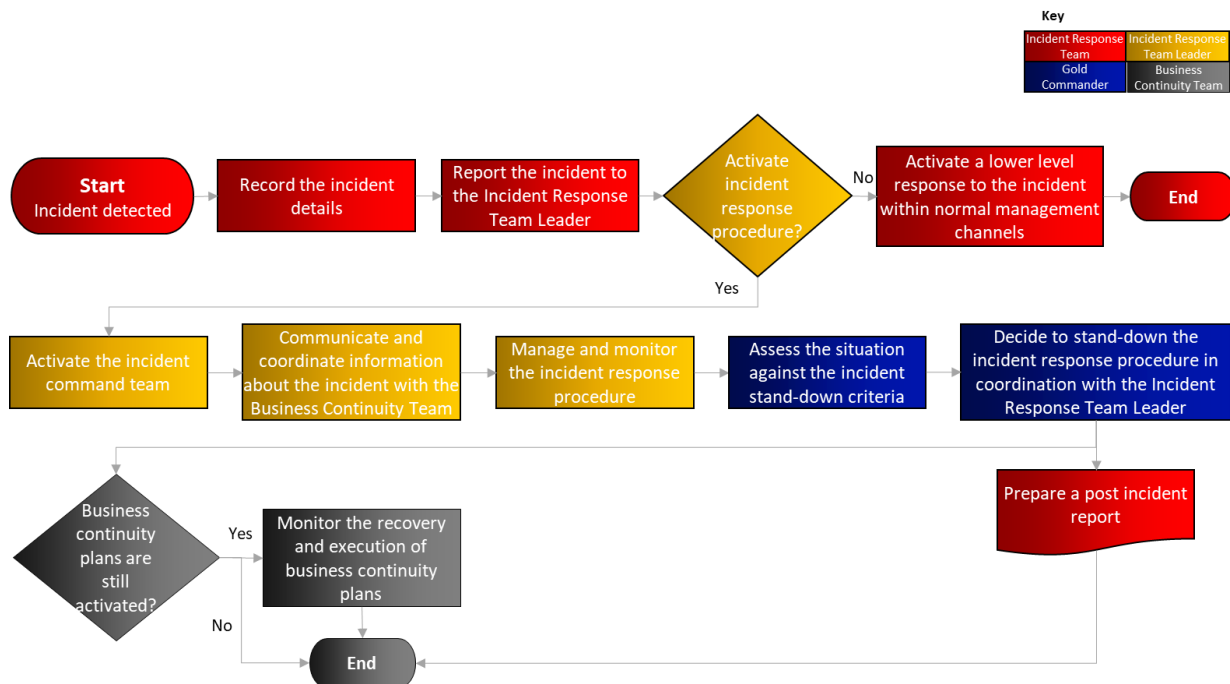 Key
Incident Response
Team
Incident Response
Team Leader
Gold
Commander
Business
Continuity Team
Start
Incident detected
Record the incident
details
Report the incident to
the Incident Response
Team Leader
Activate
incident
response
procedure?
No
Activate a lower level
response to the incident
within normal management
channels
End
Yes
Activate the incident
command team
Communicate and
coordinate information
about the incident with the
Business Continuity Team
Manage and monitor
the incident response
procedure
Assess the situation
against the incident
stand-down criteria
Decide to stand-down the
incident response procedure in
coordination with the Incident
Response Team Leader
Business
continuity
plans are
still
activated?
Yes
Monitor the recovery
and execution of
business continuity
plans
Prepare a post incident
report
No
End